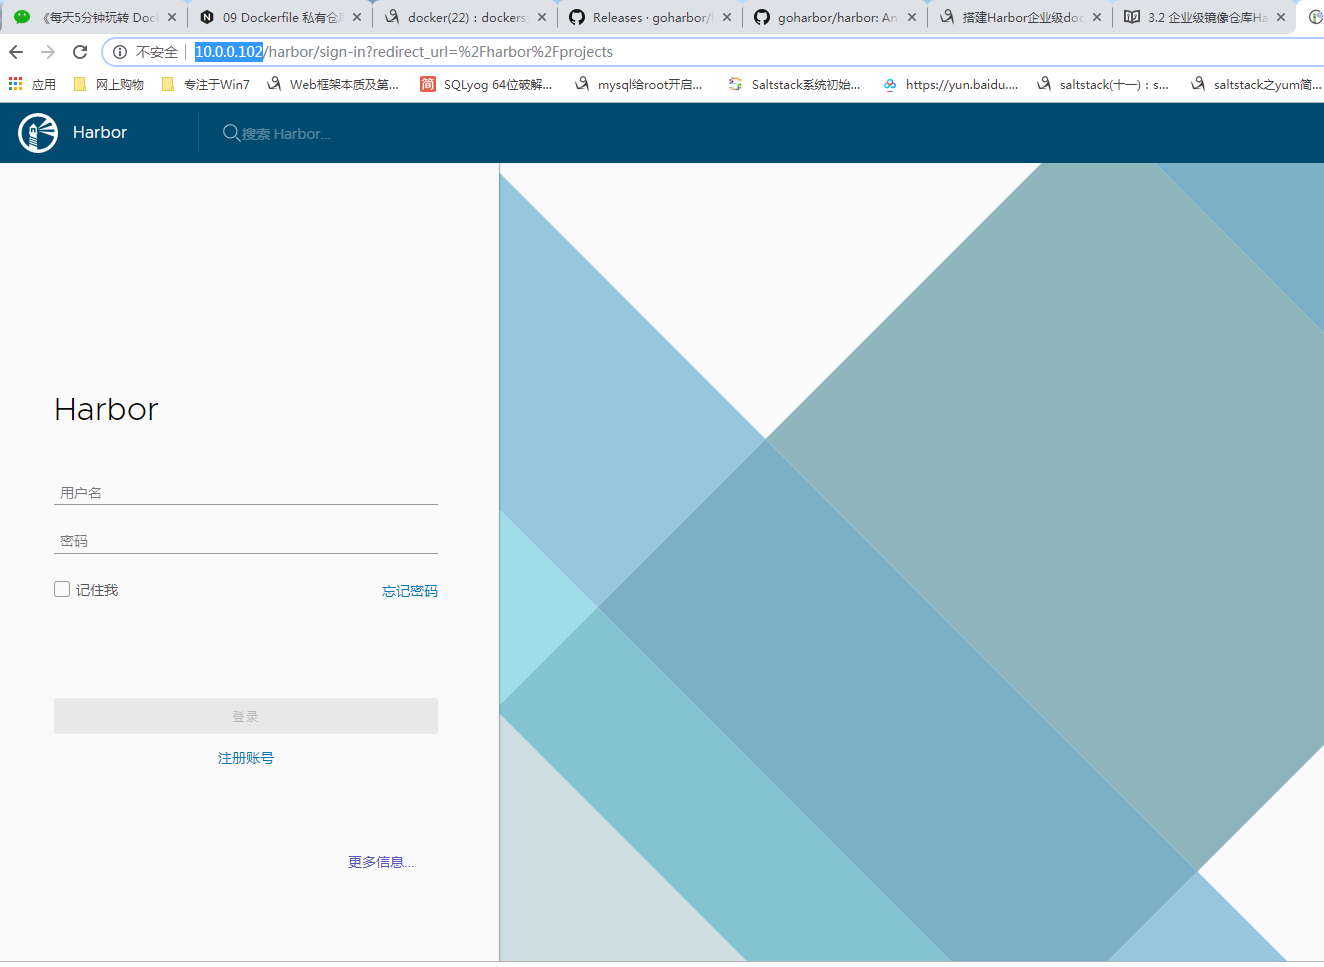 《每天5分钟玩转 Doc
09 Dockerfile 私有仓
docker(22)：dockers
Releases · goharbor/
goharbor/harbor: An
搭建Harbor企业级doc
3.2 企业级镜像仓库Ha
不安全 | 10.0.0.102/harbor/sign-in?redirect_url=%2Fharbor%2Fprojects
应用
网上购物
专注于Win7
Web框架本质及第...
简 SQLyog 64位破解...
mysql给root开启...
Saltstack系统初始...
https://yun.baidu....
saltstack(十一)：s...
saltstack之yum简...
Harbor
搜索 Harbor...
Harbor
用户名
密码
记住我
忘记密码
登录
注册账号
更多信息...